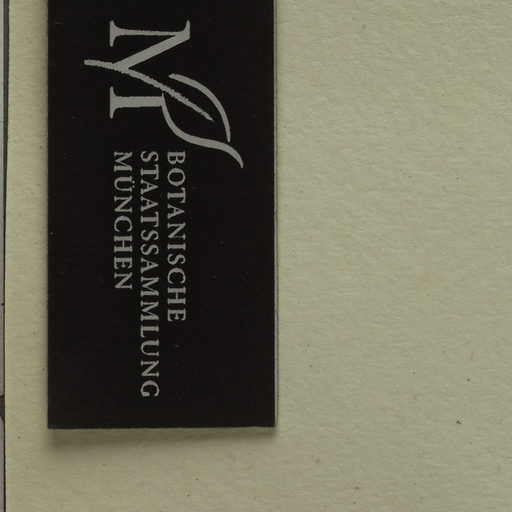 M
BOTANISCHE
STAATSSAMMLUNG
MÜNCHEN